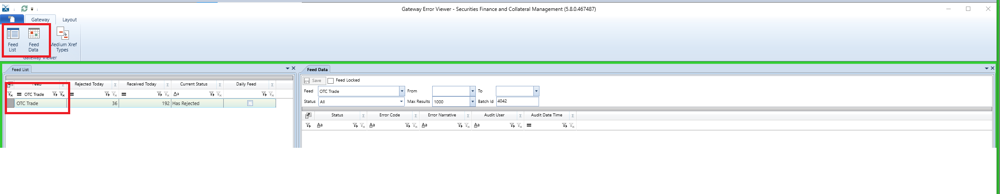 Gateway Error Viewer - Securities Finance and Collateral Management (5.8.0.467487)
Gateway Layout
Feed List
Feed Data
Medium Xref Types
Gateway Viewer
Feed List
Feed Rejected Today Received Today Current Status Daily Feed
= OTC Trade = = Aa
OTC Trade 36 192 Has Rejected
Feed Data
Save Feed Locked
Feed OTC Trade From To
Status All Max Results 1000 Batch Id 4042
Status Error Code Error Narrative Audit User Audit Date Time
Aa Aa Aa Aa =